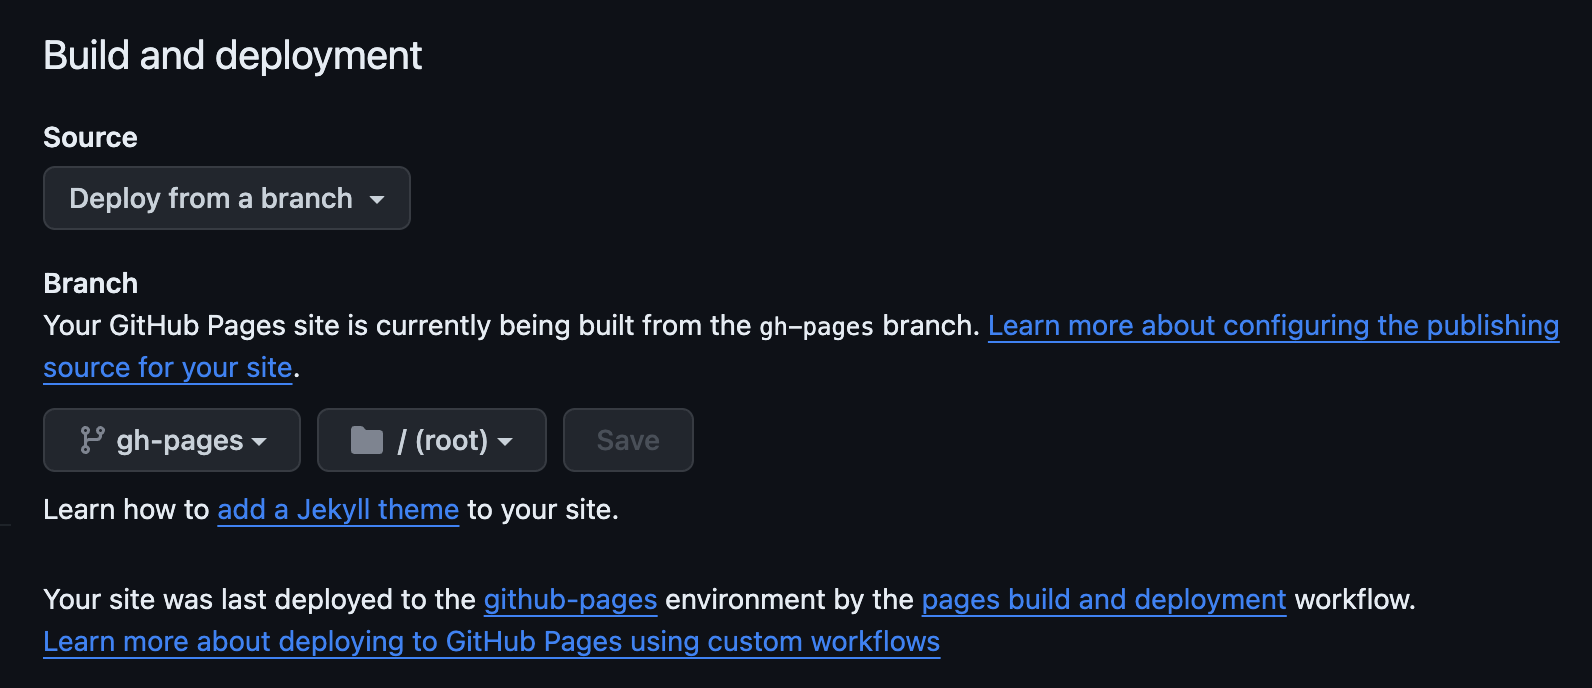 Build and deployment
Source
Deploy from a branch
Branch
Your GitHub Pages site is currently being built from the gh-pages branch. Learn more about configuring the publishing
source for your site.
gh-pages / (root) Save
Learn how to add a Jekyll theme to your site.
Your site was last deployed to the github-pages environment by the pages build and deployment workflow.
Learn more about deploying to GitHub Pages using custom workflows